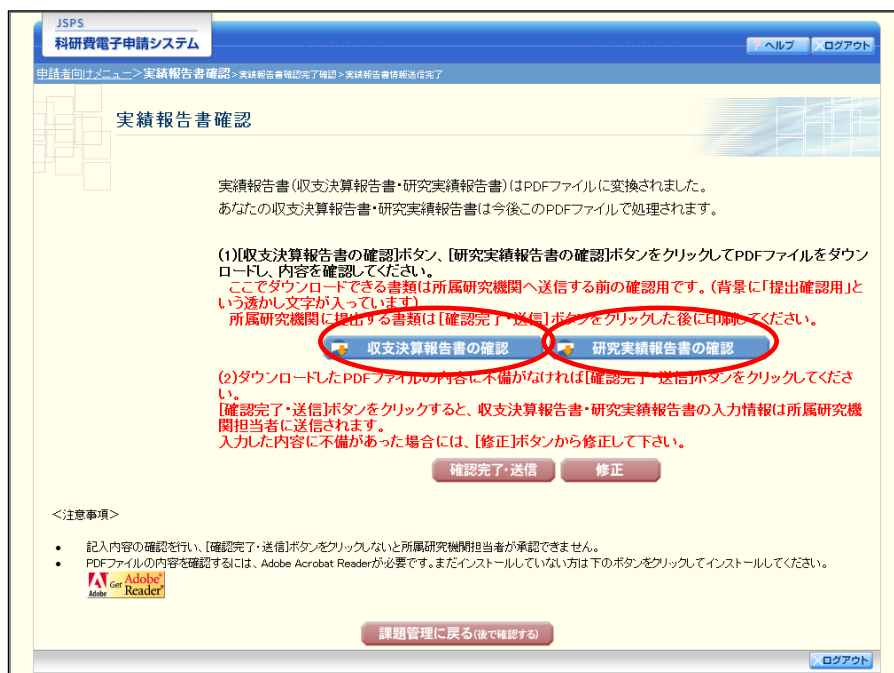 JSPS
科研費電子申請システム
? ヘルプ
ログアウト
申請者向けメニュー>実績報告書確認>実績報告書確認完了確認>実績報告書情報送信完了
実績報告書確認
実績報告書(収支決算報告書・研究実績報告書)はPDFファイルに変換されました。
あなたの収支決算報告書・研究実績報告書は今後このPDFファイルで処理されます。
(1)[収支決算報告書の確認]ボタン、[研究実績報告書の確認]ボタンをクリックしてPDFファイルをダウン
ロードし、内容を確認してください。
ここでダウンロードできる書類は所属研究機関へ送信する前の確認用です。(背景に「提出確認用」と
いう透かし文字が入っています)
所属研究機関に提出する書類は[確認完了・送信]ボタンをクリックした後に印刷してください。
収支決算報告書の確認
研究実績報告書の確認
(2)ダウンロードしたPDFファイルの内容に不備がなければ[確認完了・送信]ボタンをクリックしてくださ
い。
[確認完了・送信]ボタンをクリックすると、収支決算報告書・研究実績報告書の入力情報は所属研究機
関担当者に送信されます。
入力した内容に不備があった場合には、[修正]ボタンから修正して下さい。
確認完了・送信
修正
<注意事項>
• 記入内容の確認を行い、[確認完了・送信]ボタンをクリックしないと所属研究機関担当者が承認できません。
• PDFファイルの内容を確認するには、Adobe Acrobat Readerが必要です。まだインストールしていない方は下のボタンをクリックしてインストールしてください。
Adobe Get Adobe® Reader®
課題管理に戻る(後で確認する)
ログアウト